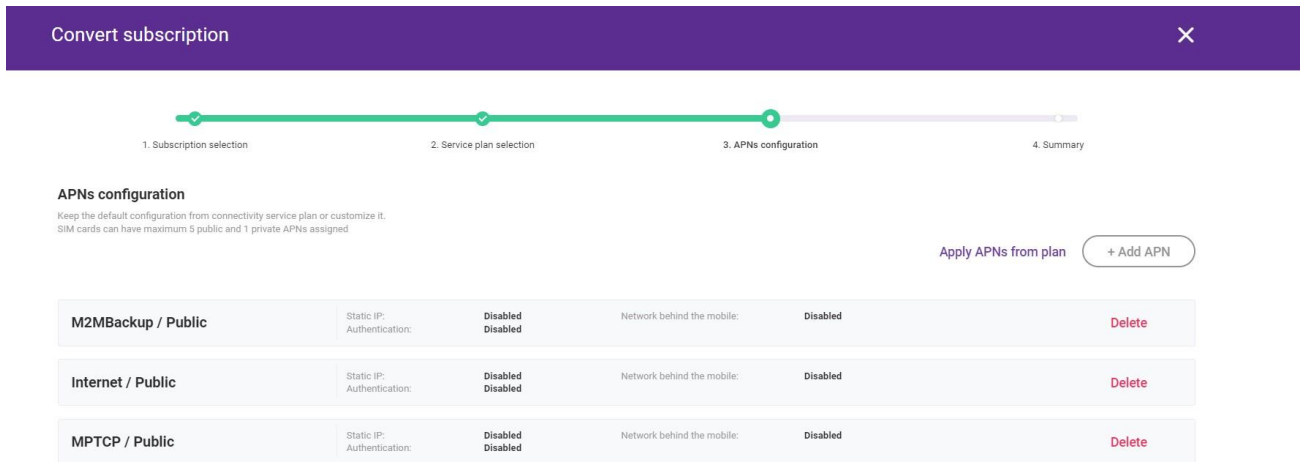 Convert subscription
1. Subscription selection
2. Service plan selection
3. APNs configuration
4. Summary
APNs configuration
Keep the default configuration from connectivity service plan or customize it.
SIM cards can have maximum 5 public and 1 private APNs assigned
Apply APNs from plan
+ Add APN
M2MBackup / Public
Static IP: Disabled
Authentication: Disabled
Network behind the mobile: Disabled
Delete
Internet / Public
Static IP: Disabled
Authentication: Disabled
Network behind the mobile: Disabled
Delete
MPTCP / Public
Static IP: Disabled
Authentication: Disabled
Network behind the mobile: Disabled
Delete